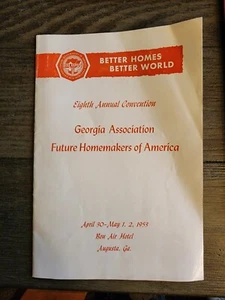 BETTER HOMES
BETTER WORLD
Eighth Annual Convention
Georgia Association
Future Homemakers of America
April 30-May 1, 2, 1953
Bon Air Hotel
Augusta, Ga